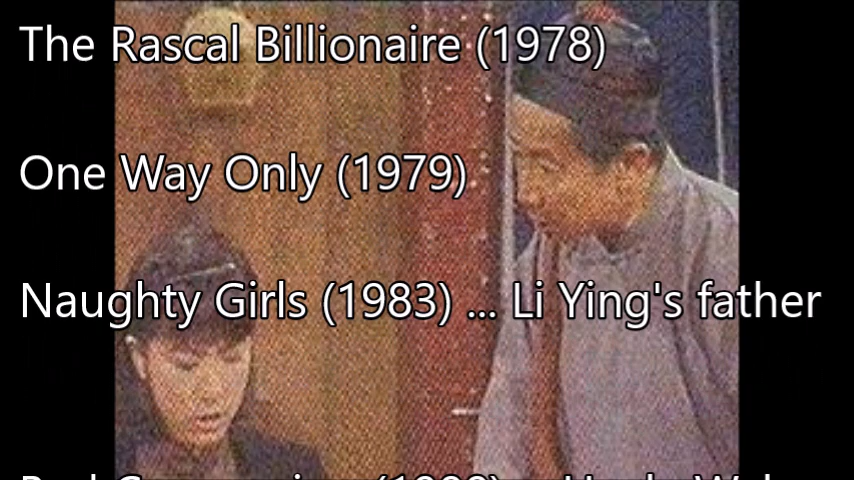 The Rascal Billionaire (1978)
One Way Only (1979)
Naughty Girls (1983) ... Li Ying's father